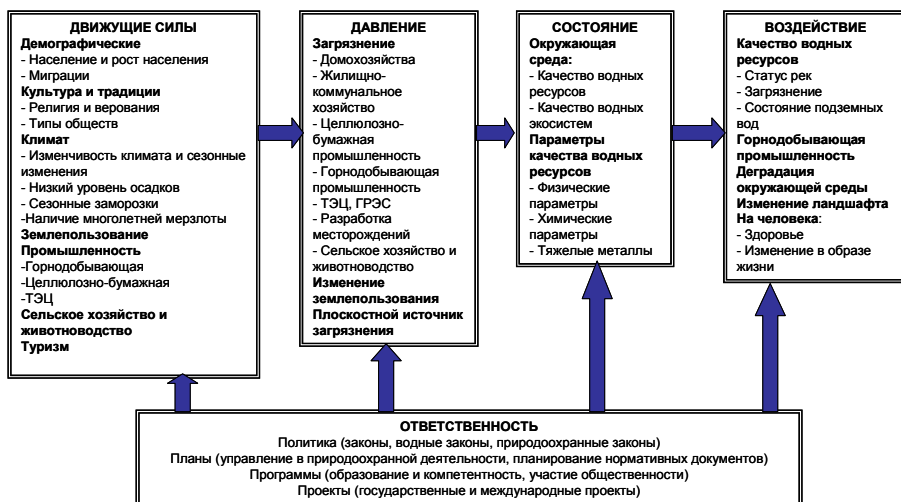 ДВИЖУЩИЕ СИЛЫ
Демографические
- Население и рост населения
- Миграции
Культура и традиции
- Религия и верования
- Типы обществ
Климат
- Изменчивость климата и сезонные
изменения
- Низкий уровень осадков
- Сезонные заморозки
-Наличие многолетней мерзлоты
Землепользование
Промышленность
-Горнодобывающая
-Целлюлозно-бумажная
-ТЭЦ
Сельское хозяйство и
животноводство
Туризм
ДАВЛЕНИЕ
Загрязнение
- Домохозяйства
- Жилищно-
коммунальное
хозяйство
- Целлюлозно-
бумажная
промышленность
- Горнодобывающая
промышленность
- ТЭЦ, ГРЭС
- Разработка
месторождений
- Сельское хозяйство и
животноводство
Изменение
землепользования
Плоскостной источник
загрязнения
СОСТОЯНИЕ
Окружающая
среда:
- Качество водных
ресурсов
- Качество водных
экосистем
Параметры
качества водных
ресурсов
- Физические
параметры
- Химические
параметры
- Тяжелые металлы
ВОЗДЕЙСТВИЕ
Качество водных
ресурсов
- Статус рек
- Загрязнение
- Состояние подземных
вод
Горнодобывающая
промышленность
Деградация
окружающей среды
Изменение ландшафта
На человека:
- Здоровье
- Изменение в образе
жизни
ОТВЕТСТВЕННОСТЬ
Политика (законы, водные законы, природоохранные законы)
Планы (управление в природоохранной деятельности, планирование нормативных документов)
Программы (образование и компетентность, участие общественности)
Проекты (государственные и международные проекты)